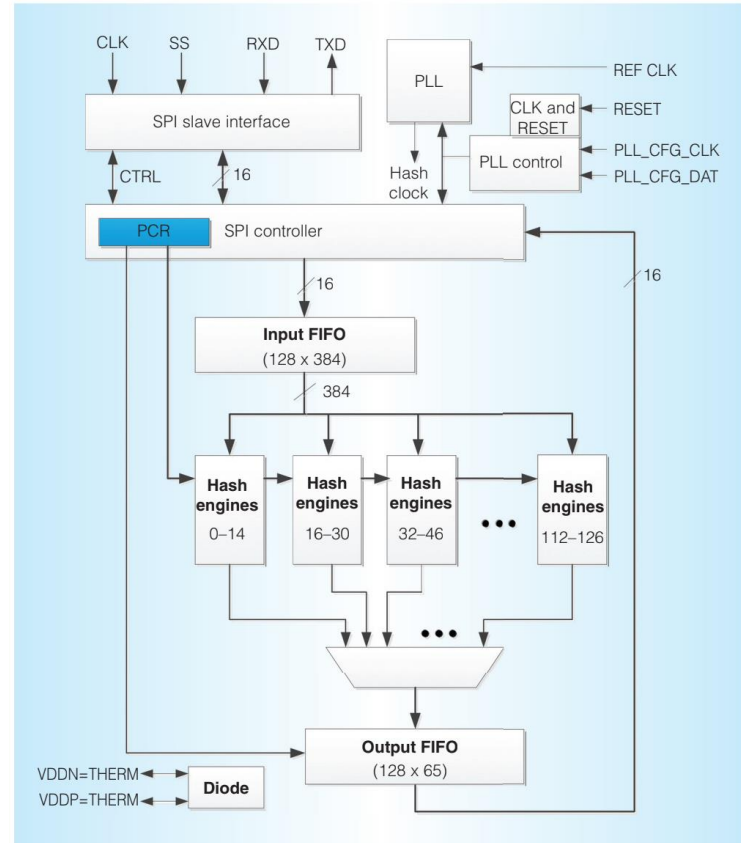 CLK SS RXD TXD
SPI slave interface
CTRL
16
PLL
REF CLK
CLK and
RESET
RESET
PLL control
PLL_CFG_CLK
PLL_CFG_DAT
Hash
clock
PCR
SPI controller
16
16
Input FIFO
(128 x 384)
384
Hash
engines
0–14
Hash
engines
16–30
Hash
engines
32–46
Hash
engines
112–126
Output FIFO
(128 x 65)
VDDN=THERM
VDDP=THERM
Diode